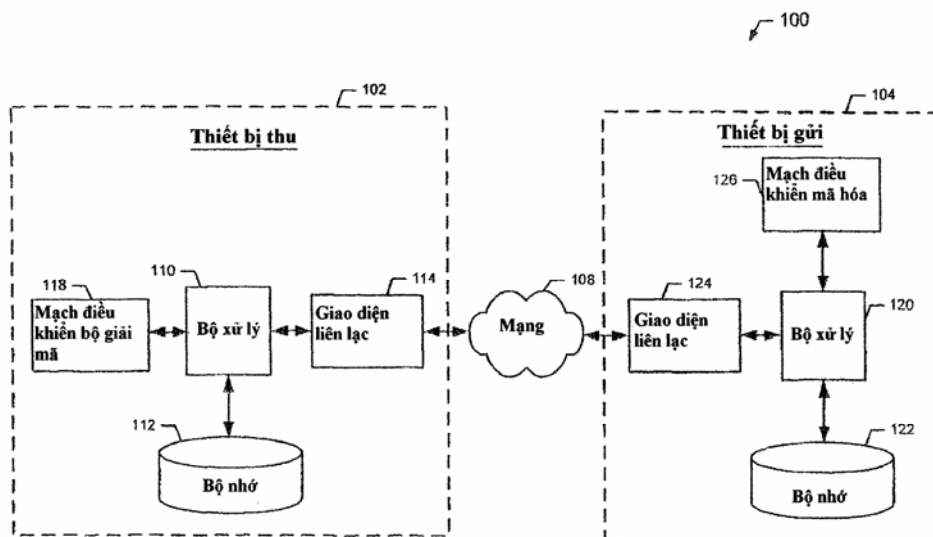 100
102
Thiết bị thu
104
Thiết bị gửi
126
Mạch điều
khiển mã hóa
118
Mạch điều
khiển bộ giải
mã
110
Bộ xử lý
114
Giao diện
liên lạc
108
Mạng
124
Giao diện
liên lạc
120
Bộ xử lý
112
Bộ nhớ
122
Bộ nhớ